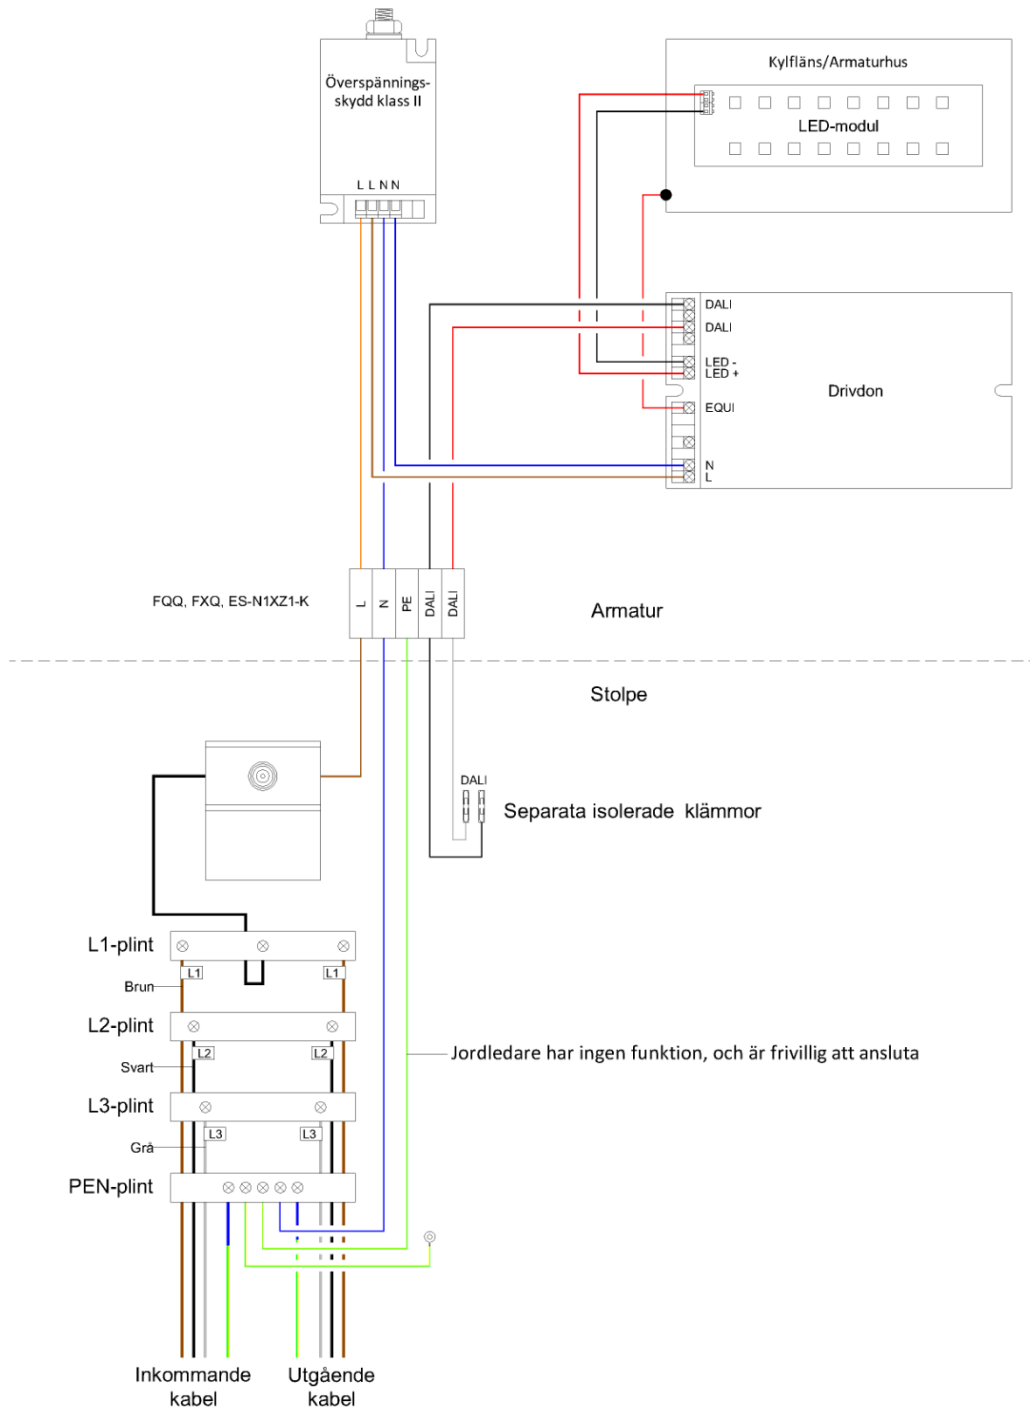 Överspännings-
skydd klass II
L L N N
Kylfläns/Armaturhus
LED-modul
DALI
DALI
LED -
LED +
EQUI
N
L
Drivdon
FQQ, FXQ, ES-N1XZ1-K
L
N
PE
DALI
DALI
Armatur
Stolpe
DALI
Separata isolerade klämmor
L1-plint
L1
L1
Brun
L2-plint
L2
L2
Svart
Jordledare har ingen funktion, och är frivillig att ansluta
L3-plint
L3
L3
Grå
PEN-plint
Inkommande
kabel
Utgående
kabel